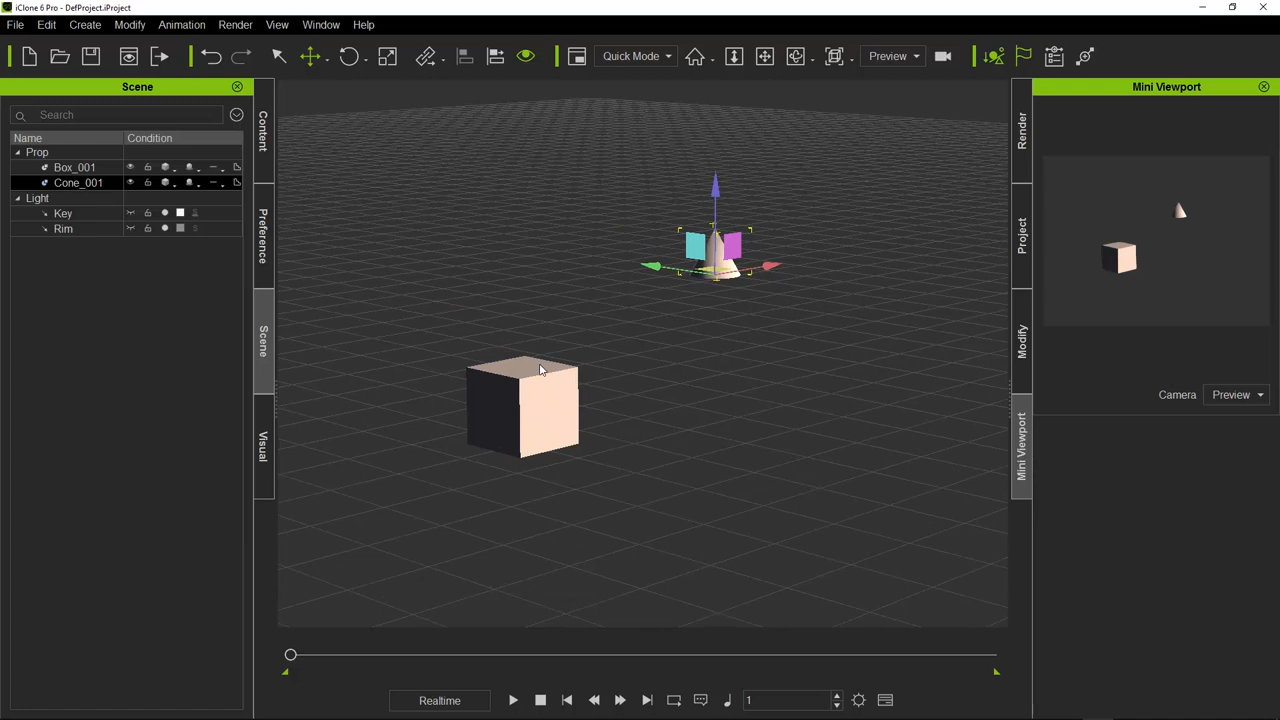 iClone 6 Pro - DefProject.iProject
File Edit Create Modify Animation Render View Window Help
Quick Mode Preview
Scene
Mini Viewport
Search
Name Condition
Prop
Box_001
Cone_001
Light
Key
Rim
Content
Preference
Scene
Visual
Render
Project
Modify
Mini Viewport
Camera Preview
Realtime 1